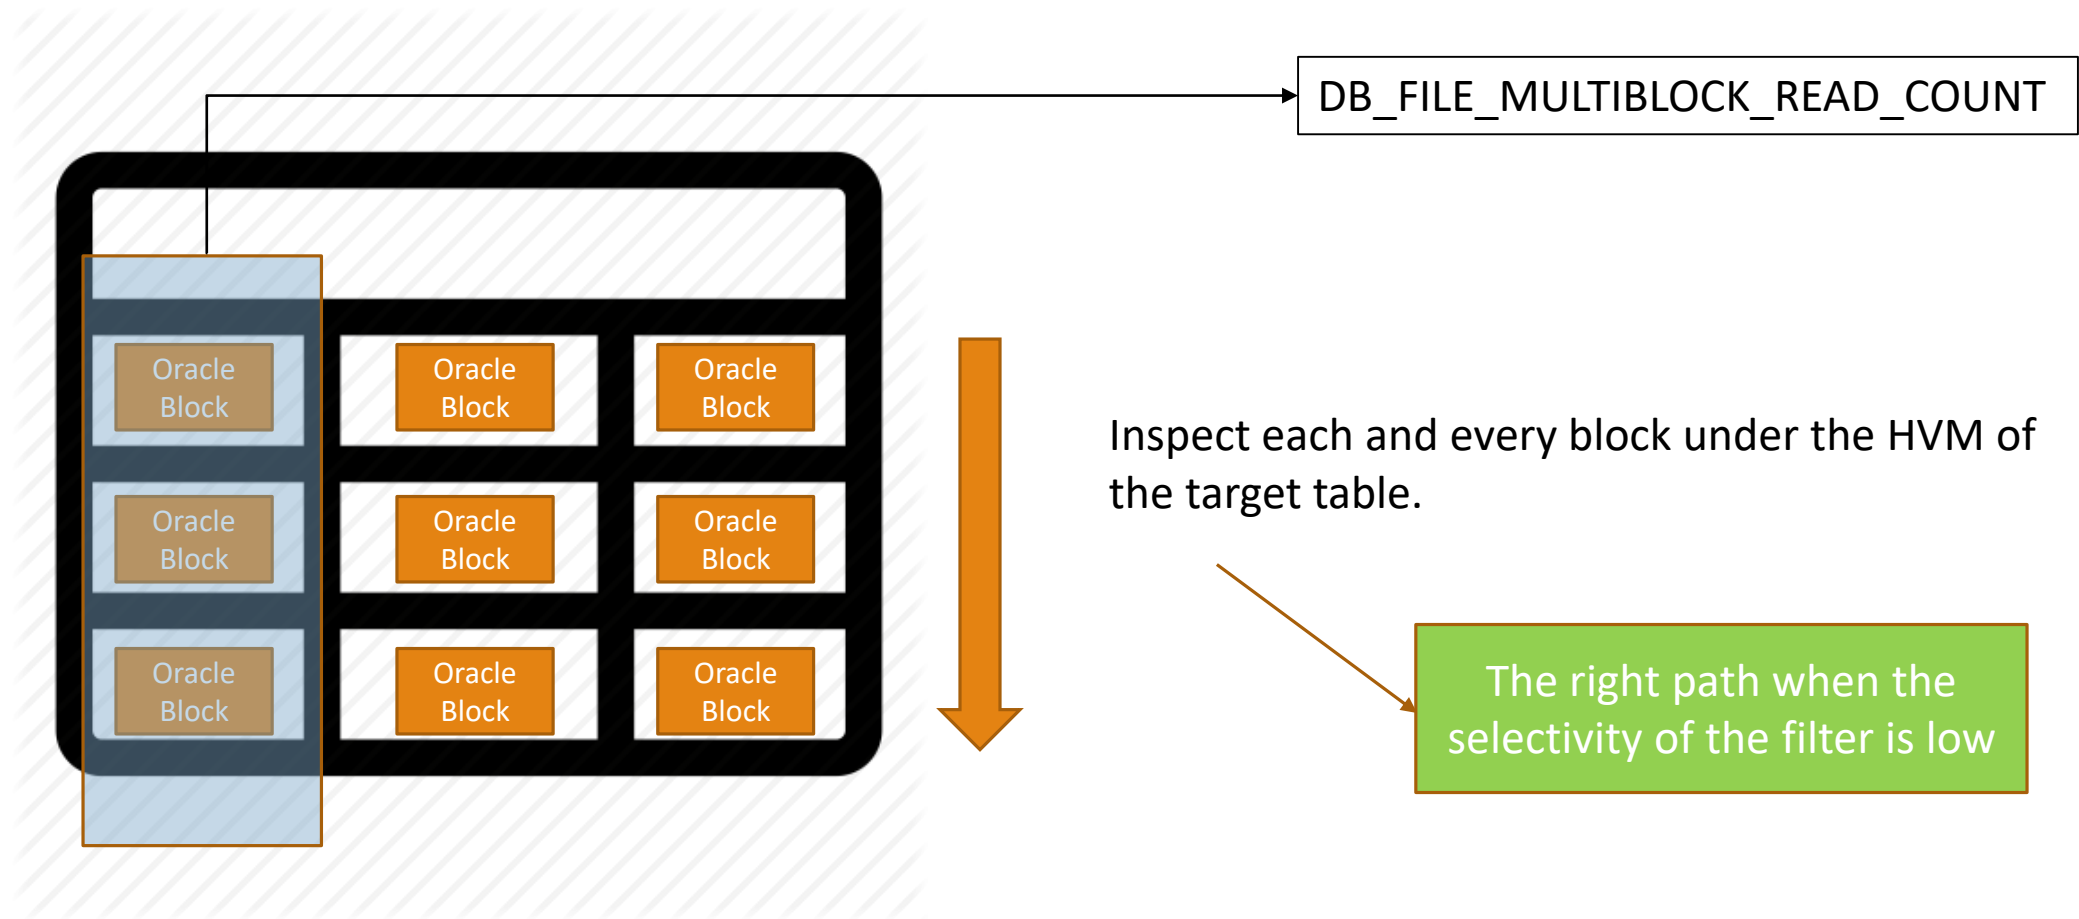 DB_FILE_MULTIBLOCK_READ_COUNT
Oracle
Block
Oracle
Block
Oracle
Block
Oracle
Block
Oracle
Block
Oracle
Block
Oracle
Block
Oracle
Block
Oracle
Block
Inspect each and every block under the HVM of
the target table.
The right path when the
selectivity of the filter is low